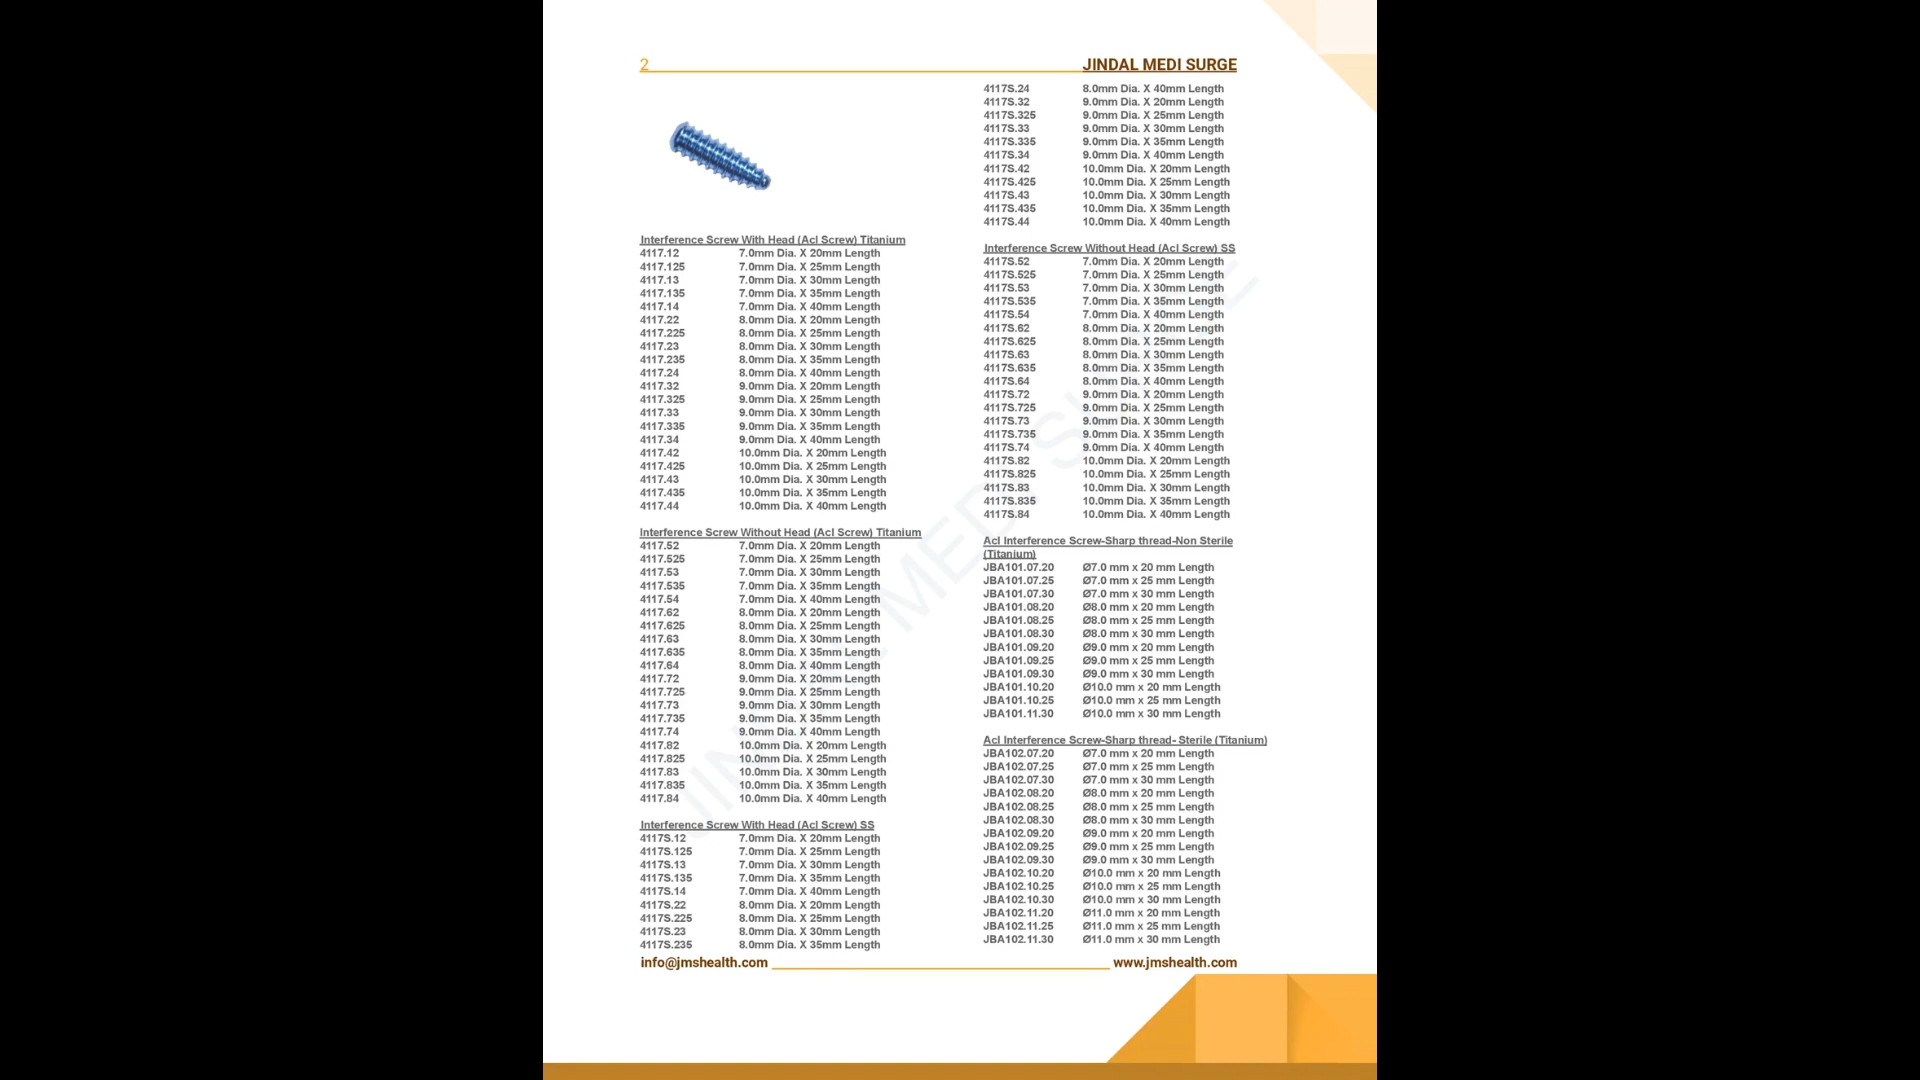 2
JINDAL MEDI SURGE
Interference Screw With Head (Acl Screw) Titanium
4117.12 7.0mm Dia. X 20mm Length
4117.125 7.0mm Dia. X 25mm Length
4117.13 7.0mm Dia. X 30mm Length
4117.135 7.0mm Dia. X 35mm Length
4117.14 7.0mm Dia. X 40mm Length
4117.22 8.0mm Dia. X 20mm Length
4117.225 8.0mm Dia. X 25mm Length
4117.23 8.0mm Dia. X 30mm Length
4117.235 8.0mm Dia. X 35mm Length
4117.24 8.0mm Dia. X 40mm Length
4117.32 9.0mm Dia. X 20mm Length
4117.325 9.0mm Dia. X 25mm Length
4117.33 9.0mm Dia. X 30mm Length
4117.335 9.0mm Dia. X 35mm Length
4117.34 9.0mm Dia. X 40mm Length
4117.42 10.0mm Dia. X 20mm Length
4117.425 10.0mm Dia. X 25mm Length
4117.43 10.0mm Dia. X 30mm Length
4117.435 10.0mm Dia. X 35mm Length
4117.44 10.0mm Dia. X 40mm Length
Interference Screw Without Head (Acl Screw) Titanium
4117.52 7.0mm Dia. X 20mm Length
4117.525 7.0mm Dia. X 25mm Length
4117.53 7.0mm Dia. X 30mm Length
4117.535 7.0mm Dia. X 35mm Length
4117.54 7.0mm Dia. X 40mm Length
4117.62 8.0mm Dia. X 20mm Length
4117.625 8.0mm Dia. X 25mm Length
4117.63 8.0mm Dia. X 30mm Length
4117.635 8.0mm Dia. X 35mm Length
4117.64 8.0mm Dia. X 40mm Length
4117.72 9.0mm Dia. X 20mm Length
4117.725 9.0mm Dia. X 25mm Length
4117.73 9.0mm Dia. X 30mm Length
4117.735 9.0mm Dia. X 35mm Length
4117.74 9.0mm Dia. X 40mm Length
4117.82 10.0mm Dia. X 20mm Length
4117.825 10.0mm Dia. X 25mm Length
4117.83 10.0mm Dia. X 30mm Length
4117.835 10.0mm Dia. X 35mm Length
4117.84 10.0mm Dia. X 40mm Length
Interference Screw With Head (Acl Screw) SS
4117S.12 7.0mm Dia. X 20mm Length
4117S.125 7.0mm Dia. X 25mm Length
4117S.13 7.0mm Dia. X 30mm Length
4117S.135 7.0mm Dia. X 35mm Length
4117S.14 7.0mm Dia. X 40mm Length
4117S.22 8.0mm Dia. X 20mm Length
4117S.225 8.0mm Dia. X 25mm Length
4117S.23 8.0mm Dia. X 30mm Length
4117S.235 8.0mm Dia. X 35mm Length
4117S.24 8.0mm Dia. X 40mm Length
4117S.32 9.0mm Dia. X 20mm Length
4117S.325 9.0mm Dia. X 25mm Length
4117S.33 9.0mm Dia. X 30mm Length
4117S.335 9.0mm Dia. X 35mm Length
4117S.34 9.0mm Dia. X 40mm Length
4117S.42 10.0mm Dia. X 20mm Length
4117S.425 10.0mm Dia. X 25mm Length
4117S.43 10.0mm Dia. X 30mm Length
4117S.435 10.0mm Dia. X 35mm Length
4117S.44 10.0mm Dia. X 40mm Length
Interference Screw Without Head (Acl Screw) SS
4117S.52 7.0mm Dia. X 20mm Length
4117S.525 7.0mm Dia. X 25mm Length
4117S.53 7.0mm Dia. X 30mm Length
4117S.535 7.0mm Dia. X 35mm Length
4117S.54 7.0mm Dia. X 40mm Length
4117S.62 8.0mm Dia. X 20mm Length
4117S.625 8.0mm Dia. X 25mm Length
4117S.63 8.0mm Dia. X 30mm Length
4117S.635 8.0mm Dia. X 35mm Length
4117S.64 8.0mm Dia. X 40mm Length
4117S.72 9.0mm Dia. X 20mm Length
4117S.725 9.0mm Dia. X 25mm Length
4117S.73 9.0mm Dia. X 30mm Length
4117S.735 9.0mm Dia. X 35mm Length
4117S.74 9.0mm Dia. X 40mm Length
4117S.82 10.0mm Dia. X 20mm Length
4117S.825 10.0mm Dia. X 25mm Length
4117S.83 10.0mm Dia. X 30mm Length
4117S.835 10.0mm Dia. X 35mm Length
4117S.84 10.0mm Dia. X 40mm Length
Acl Interference Screw-Sharp thread-Non Sterile
(Titanium)
JBA101.07.20 Ø7.0 mm x 20 mm Length
JBA101.07.25 Ø7.0 mm x 25 mm Length
JBA101.07.30 Ø7.0 mm x 30 mm Length
JBA101.08.20 Ø8.0 mm x 20 mm Length
JBA101.08.25 Ø8.0 mm x 25 mm Length
JBA101.08.30 Ø8.0 mm x 30 mm Length
JBA101.09.20 Ø9.0 mm x 20 mm Length
JBA101.09.25 Ø9.0 mm x 25 mm Length
JBA101.09.30 Ø9.0 mm x 30 mm Length
JBA101.10.20 Ø10.0 mm x 20 mm Length
JBA101.10.25 Ø10.0 mm x 25 mm Length
JBA101.11.30 Ø10.0 mm x 30 mm Length
Acl Interference Screw-Sharp thread- Sterile (Titanium)
JBA102.07.20 Ø7.0 mm x 20 mm Length
JBA102.07.25 Ø7.0 mm x 25 mm Length
JBA102.07.30 Ø7.0 mm x 30 mm Length
JBA102.08.20 Ø8.0 mm x 20 mm Length
JBA102.08.25 Ø8.0 mm x 25 mm Length
JBA102.08.30 Ø8.0 mm x 30 mm Length
JBA102.09.20 Ø9.0 mm x 20 mm Length
JBA102.09.25 Ø9.0 mm x 25 mm Length
JBA102.09.30 Ø9.0 mm x 30 mm Length
JBA102.10.20 Ø10.0 mm x 20 mm Length
JBA102.10.25 Ø10.0 mm x 25 mm Length
JBA102.10.30 Ø10.0 mm x 30 mm Length
JBA102.11.20 Ø11.0 mm x 20 mm Length
JBA102.11.25 Ø11.0 mm x 25 mm Length
JBA102.11.30 Ø11.0 mm x 30 mm Length
info@jmshealth.com
www.jmshealth.com